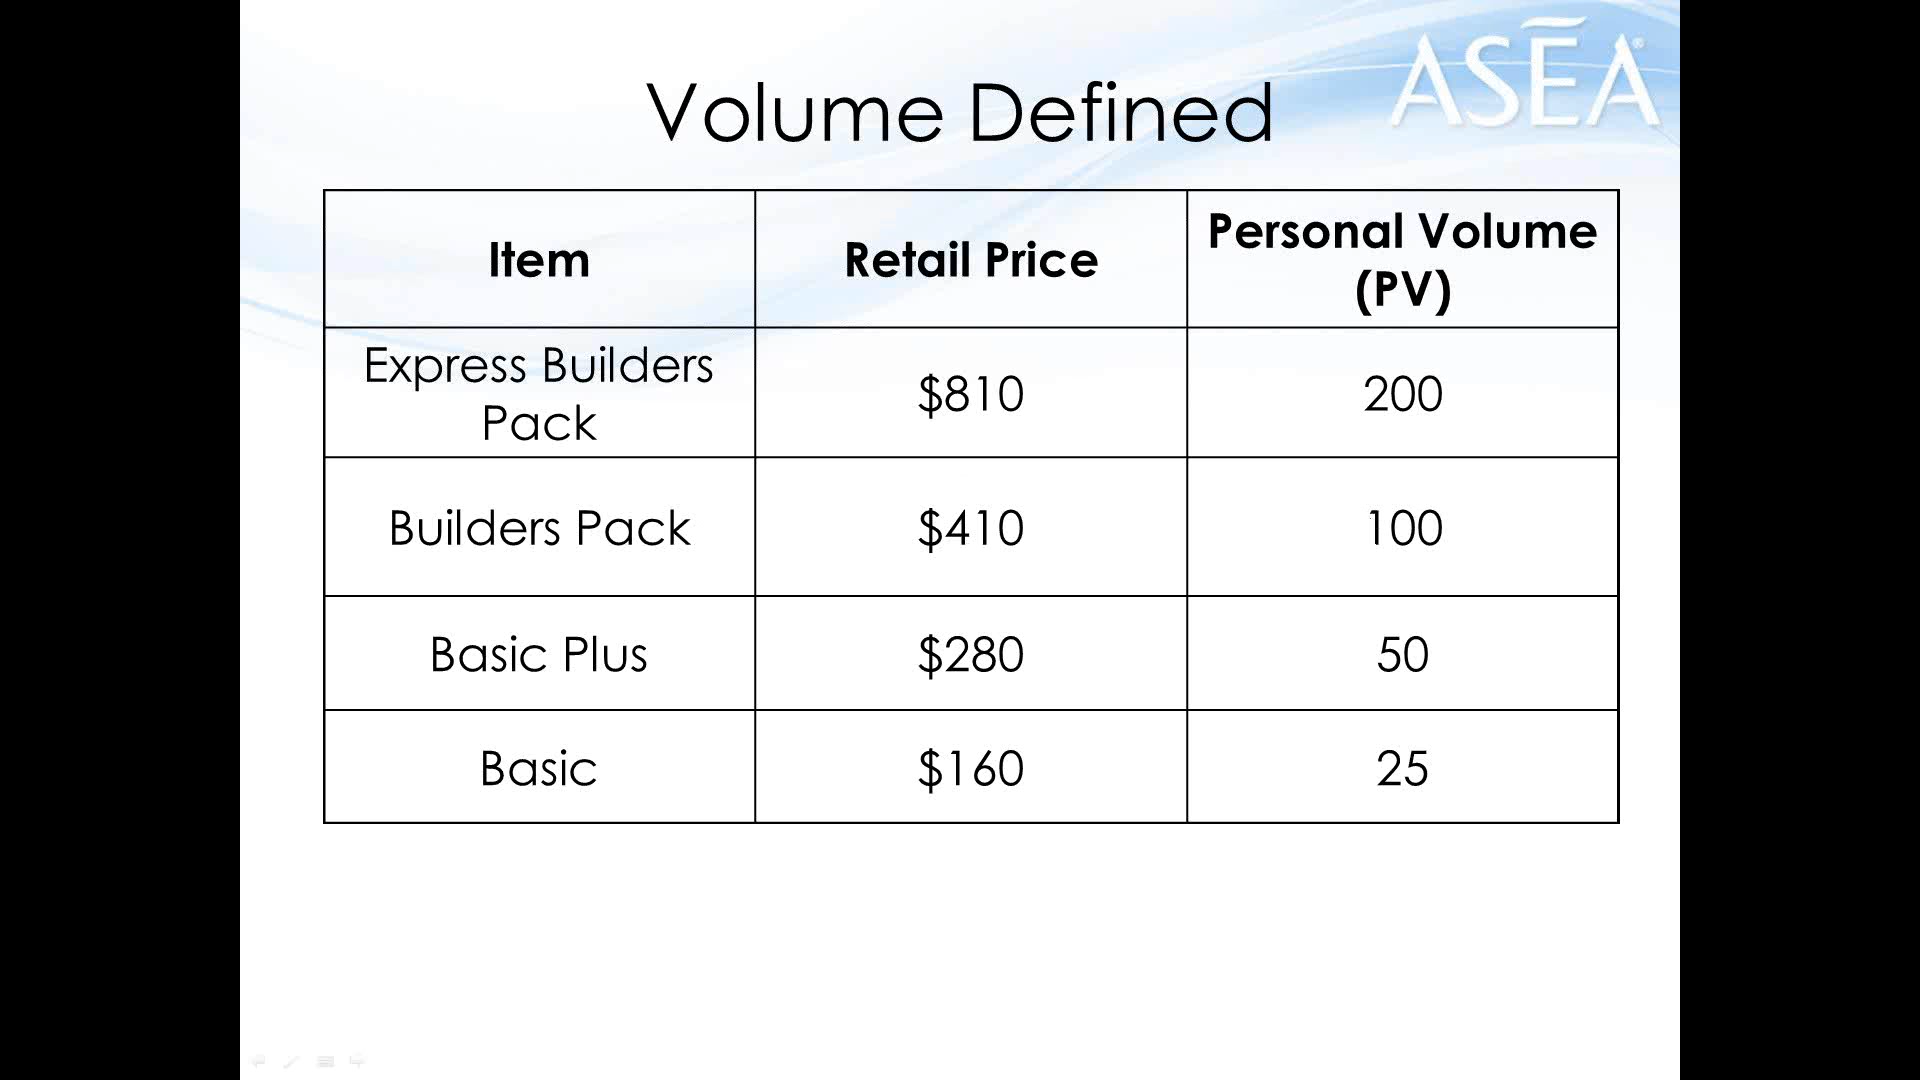 ASEA®
Volume Defined
Item
Retail Price
Personal Volume
(PV)
Express Builders
Pack
$810
200
Builders Pack
$410
100
Basic Plus
$280
50
Basic
$160
25